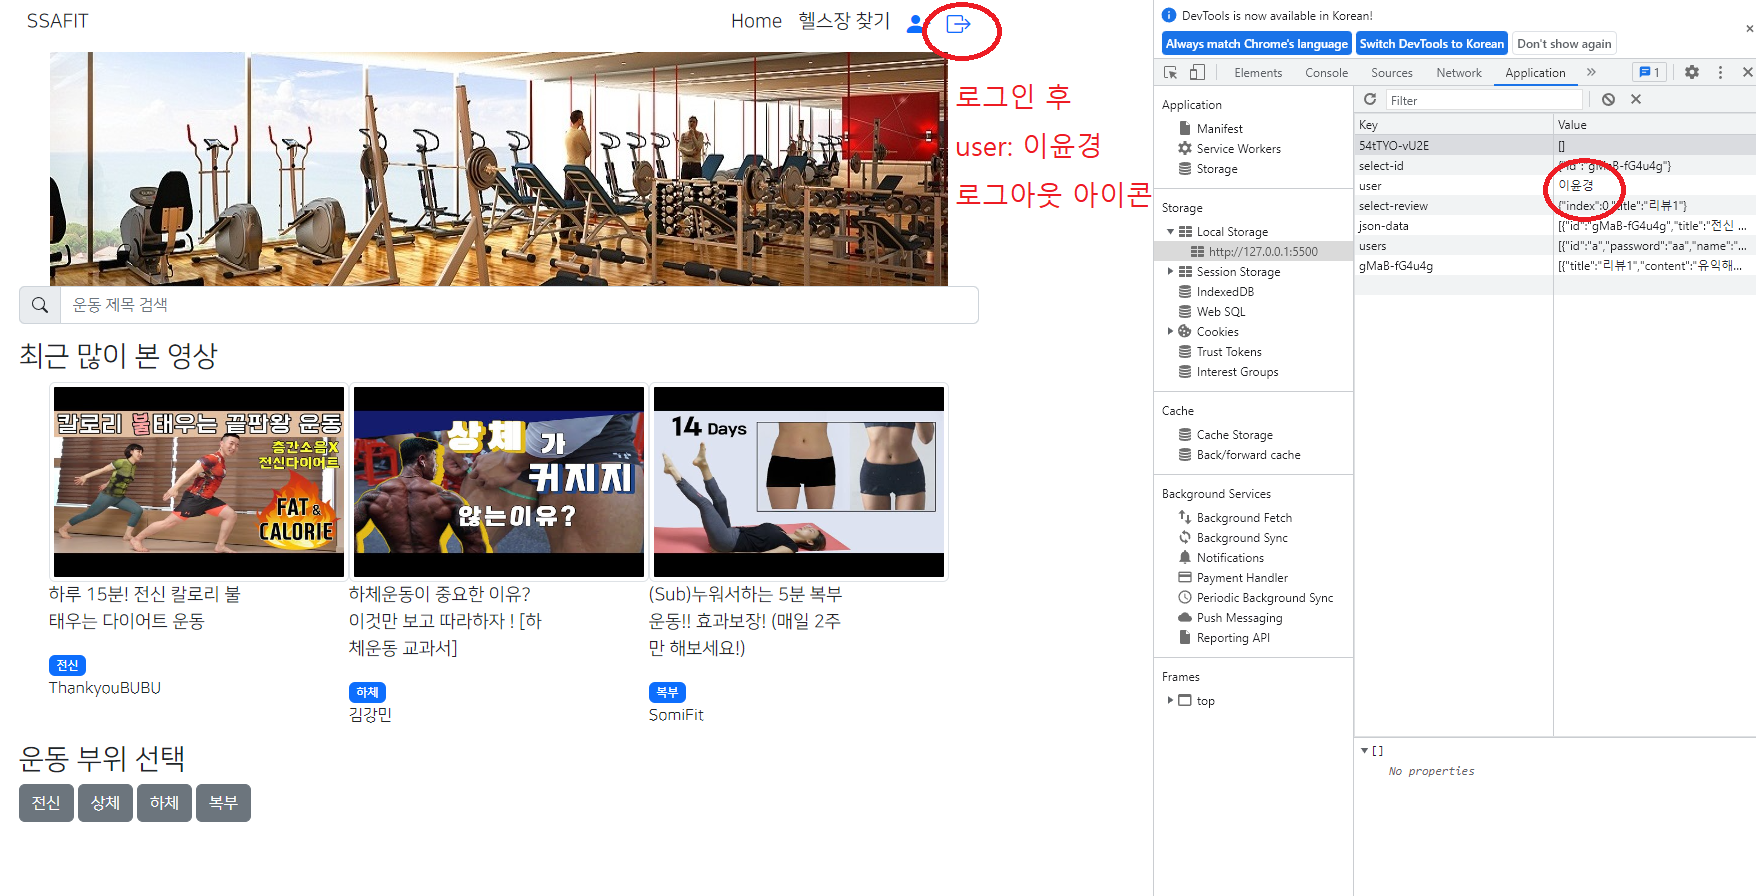 SSAFIT
Home 헬스장 찾기
로그인 후
user: 이윤경
로그아웃 아이콘
운동 제목 검색
최근 많이 본 영상
칼로리 불태우는 끝판왕 운동
층간소음X
전신다이어트
FAT &
CALORIE
상체 가
커지지
않는이유?
14 Days
하루 15분! 전신 칼로리 불
태우는 다이어트 운동
전신
ThankyouBUBU
하체운동이 중요한 이유?
이것만 보고 따라하자 ! [하
체운동 교과서]
하체
김강민
(Sub)누워서하는 5분 복부
운동!! 효과보장! (매일 2주
만 해보세요!)
복부
SomiFit
운동 부위 선택
전신 상체 하체 복부
DevTools is now available in Korean!
Always match Chrome's language Switch DevTools to Korean Don't show again
Elements Console Sources Network Application » 1
Application
Manifest
Service Workers
Storage
Storage
Local Storage
http://127.0.0.1:5500
Session Storage
IndexedDB
Web SQL
Cookies
Trust Tokens
Interest Groups
Cache
Cache Storage
Back/forward cache
Background Services
Background Fetch
Background Sync
Notifications
Payment Handler
Periodic Background Sync
Push Messaging
Reporting API
Frames
top
Filter
Key Value
54tTYO-vU2E []
select-id {"id":"gMaB-fG4u4g"}
user 이윤경
select-review {"index":0,"title":"리뷰1"}
json-data [{"id":"gMaB-fG4u4g","title":"전신 ...
users [{"id":"a","password":"aa","name":"...
gMaB-fG4u4g [{"title":"리뷰1","content":"유익해...
[]
No properties